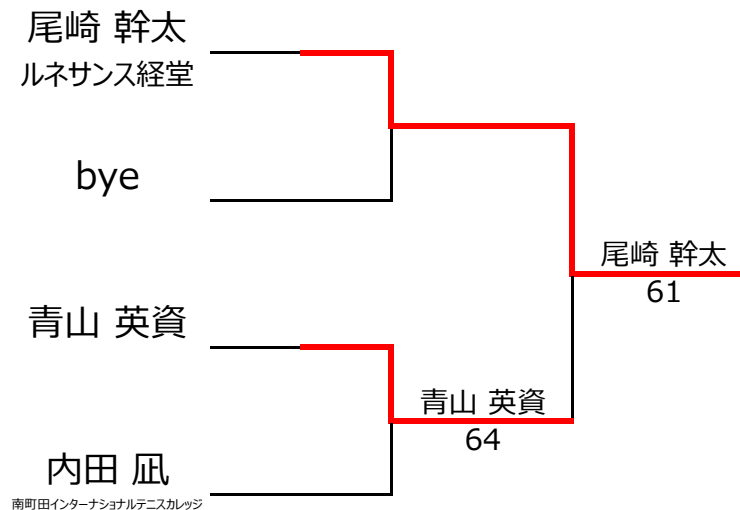 尾崎 幹太
ルネサンス経堂
bye
尾崎 幹太
61
青山 英資
青山 英資
64
内田 凪
南町田インターナショナルテニスカレッジ